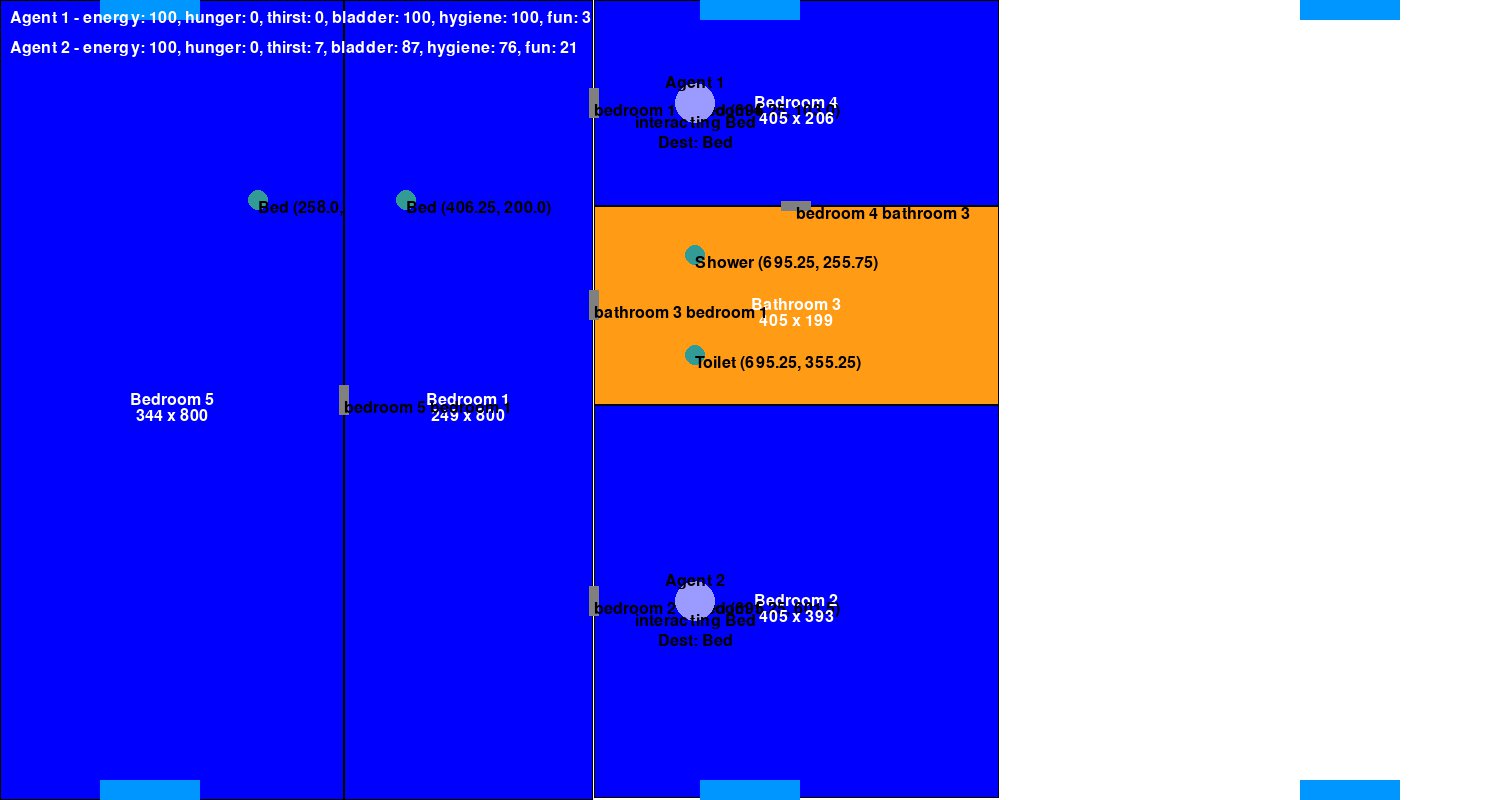 Agent 1 - energy: 100, hunger: 0, thirst: 0, bladder: 100, hygiene: 100, fun: 3
Agent 2 - energy: 100, hunger: 0, thirst: 7, bladder: 87, hygiene: 76, fun: 21
Agent 1
Bedroom 4
bedroom 1
405 x 206
interacting Bed
Dest: Bed
Bed (258.0,
Bed (406.25, 200.0)
bedroom 4 bathroom 3
Shower (695.25, 255.75)
Bathroom 3
bathroom 3 bedroom 1
405 x 199
Toilet (695.25, 355.25)
Bedroom 5
344 x 800
Bedroom 1
bedroom 5 bedroom 1
249 x 800
Agent 2
Bedroom 2
bedroom 2
405 x 393
interacting Bed
Dest: Bed